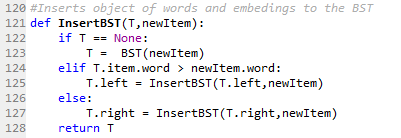 120 #Inserts object of words and embedings to the BST
121 def InsertBST(T,newItem):
122     if T == None:
123         T =  BST(newItem)
124     elif T.item.word > newItem.word:
125         T.left = InsertBST(T.left,newItem)
126     else:
127         T.right = InsertBST(T.right,newItem)
128     return T